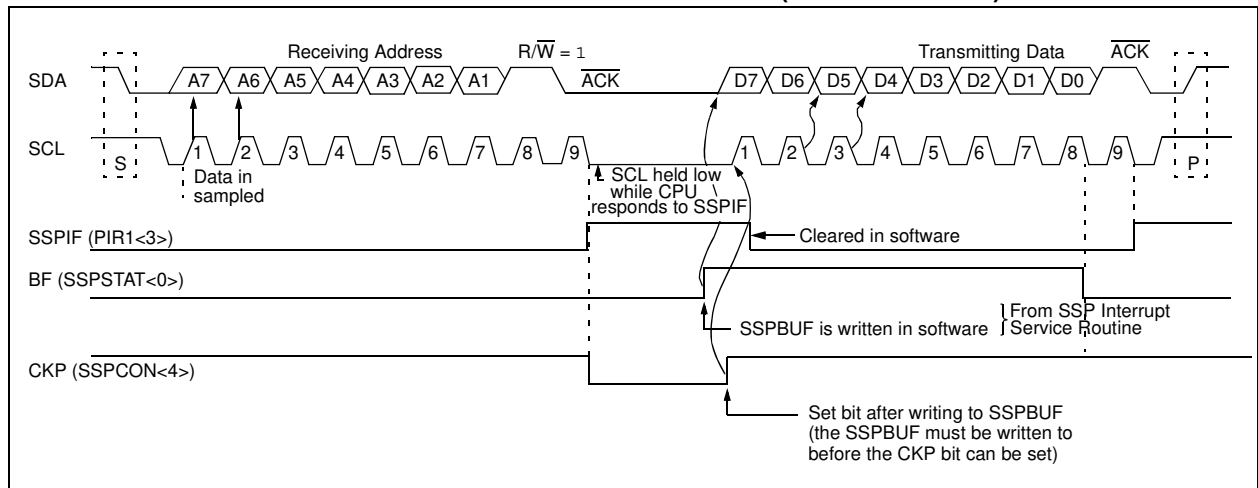 Receiving Address
R/W = 1
Transmitting Data
ACK
SDA
A7 A6 A5 A4 A3 A2 A1
ACK
D7 D6 D5 D4 D3 D2 D1 D0
SCL
S
1 2 3 4 5 6 7 8 9
1 2 3 4 5 6 7 8 9
P
Data in
sampled
SCL held low
while CPU
responds to SSPIF
SSPIF (PIR1<3>)
Cleared in software
BF (SSPSTAT<0>)
SSPBUF is written in software
From SSP Interrupt
Service Routine
CKP (SSPCON<4>)
Set bit after writing to SSPBUF
(the SSPBUF must be written to
before the CKP bit can be set)